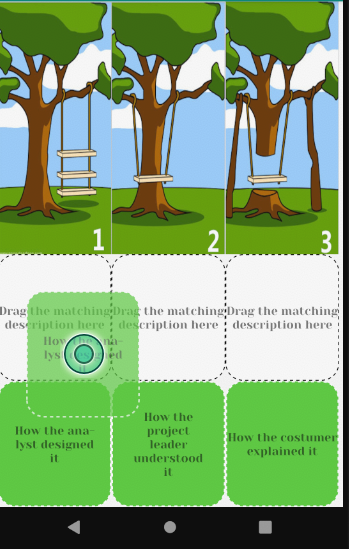 1
2
3
Drag the matching
description here
Drag the matching
description here
Drag the matching
description here
How the ana-
lyst designed
it
How the ana-
lyst designed
it
How the
project
leader
understood
it
How the costumer
explained it